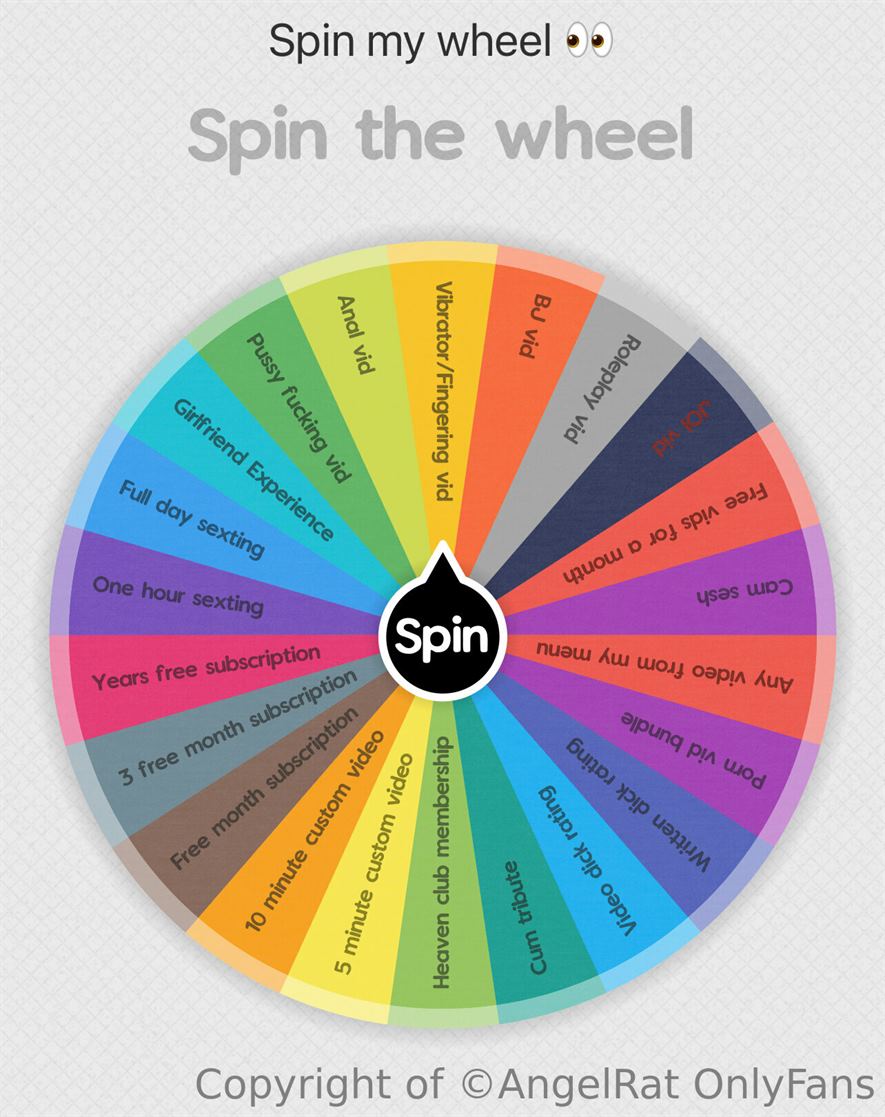 Spin my wheel 👀
Spin the wheel
Vibrator/Fingering vid
BJ vid
Roleplay vid
JOI vid
Free vids for a month
Cam sesh
Any video from my menu
Porn vid bundle
Written dick rating
Video dick rating
Cum tribute
Heaven club membership
5 minute custom video
10 minute custom video
Free month subscription
3 free month subscription
Years free subscription
One hour sexting
Full day sexting
Girlfriend Experience
Pussy fucking vid
Anal vid
Spin
Copyright of ©AngelRat OnlyFans